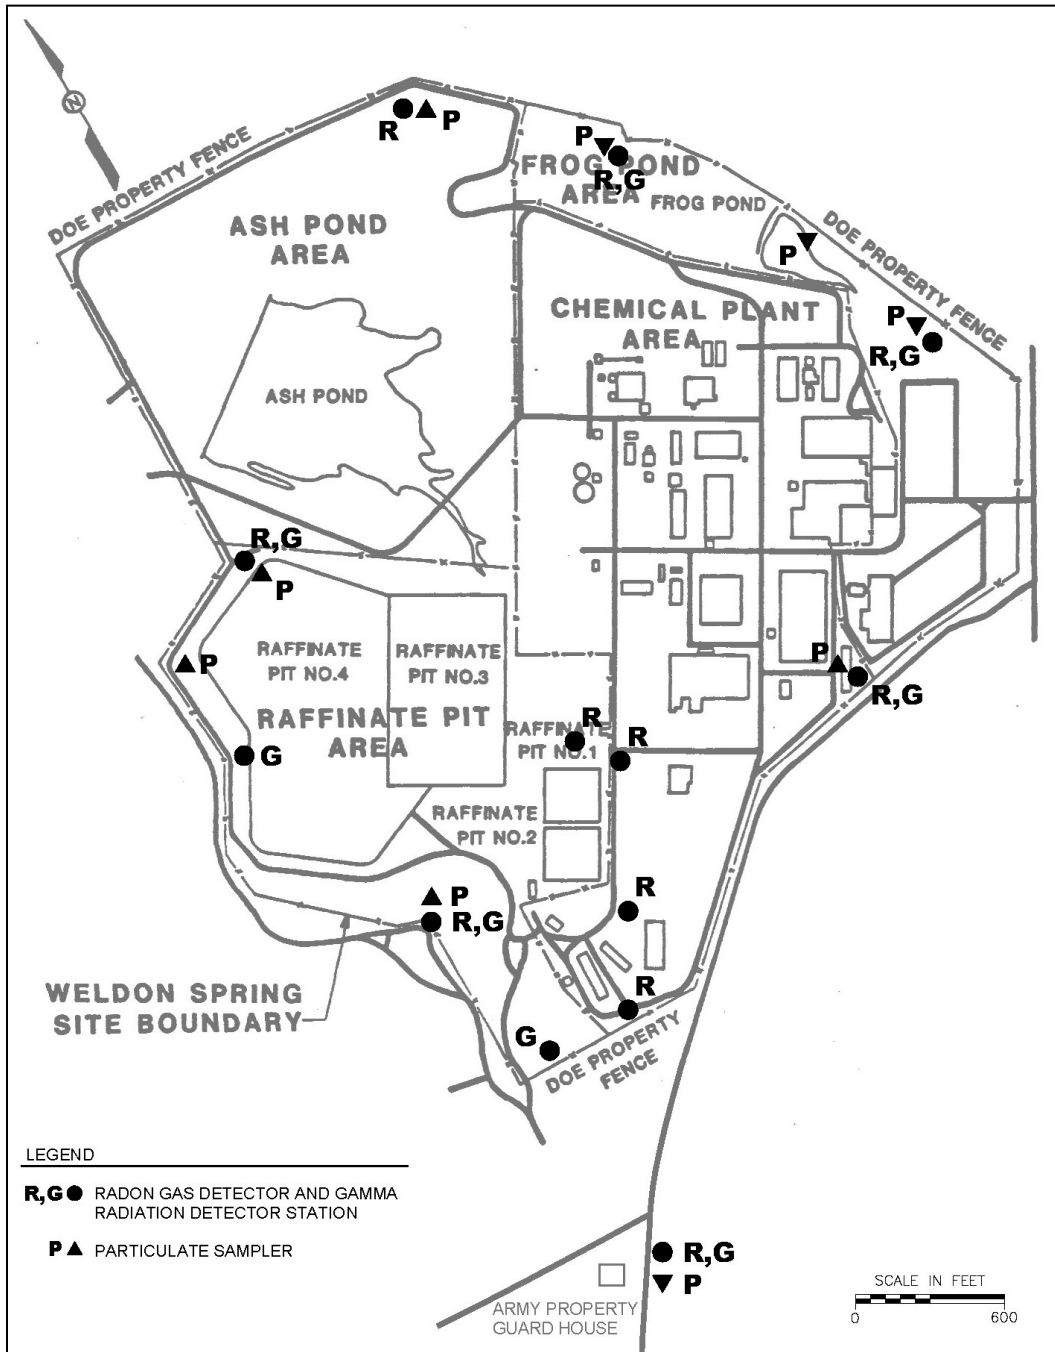 N
R
P
P
FROG POND
R,G
AREA
FROG POND
DOE PROPERTY FENCE
ASH POND
AREA
P
DOE PROPERTY FENCE
CHEMICAL PLANT
AREA
P
R,G
ASH POND
R,G
P
P
RAFFINATE
PIT NO.4
RAFFINATE
PIT NO.3
P
R,G
RAFFINATE PIT
AREA
G
R
RAFFINATE
PIT NO.1
R
RAFFINATE
PIT NO.2
P
R,G
R
WELDON SPRING
SITE BOUNDARY
R
G
DOE PROPERTY
FENCE
LEGEND
R,G RADON GAS DETECTOR AND GAMMA
RADIATION DETECTOR STATION
P PARTICULATE SAMPLER
R,G
P
ARMY PROPERTY
GUARD HOUSE
SCALE IN FEET
0 600